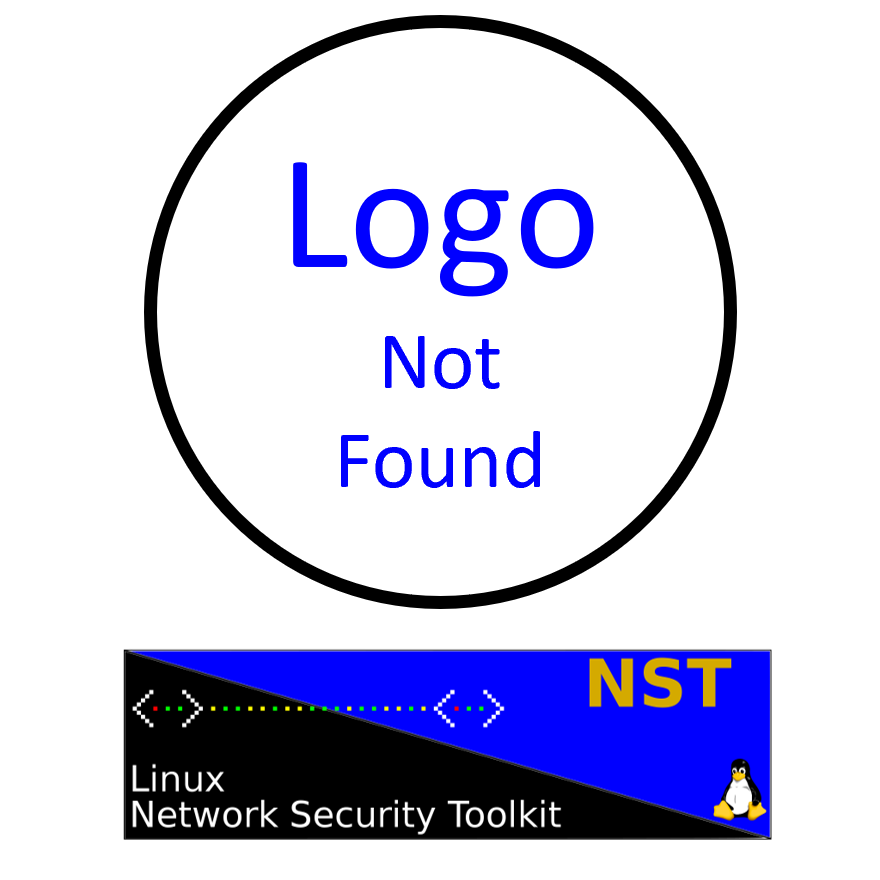 Logo
Not
Found
NST
Linux
Network Security Toolkit